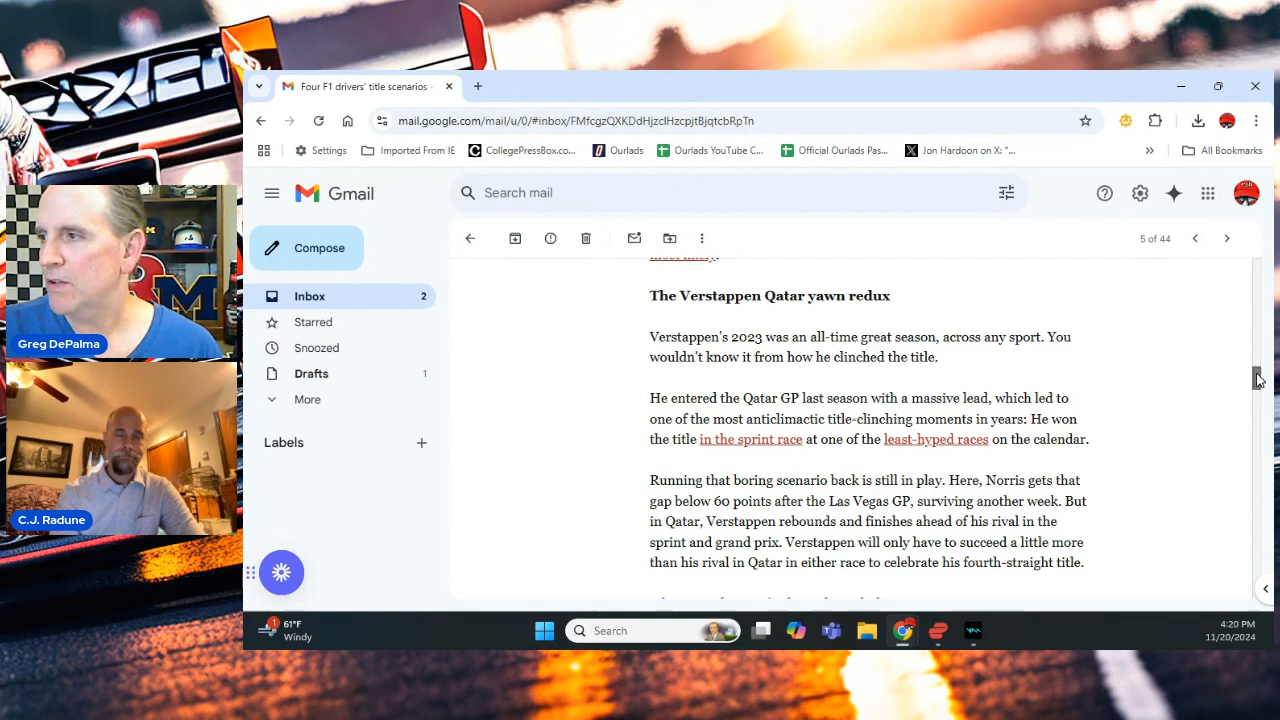 Four F1 drivers' title scenarios
mail.google.com/mail/u/0/#inbox/FMfcgzQXKDdHjzclHzcpjtBjqtcbRpTn
Settings
Imported From IE
CollegePressBox.co...
Ourlads
Ourlads YouTube C...
Official Ourlads Pas...
Jon Hardoon on X: "...
»
All Bookmarks
Gmail
Search mail
Compose
5 of 44
Inbox 2
Starred
Snoozed
Drafts 1
More
Labels
most likely.
The Verstappen Qatar yawn redux
Verstappen's 2023 was an all-time great season, across any sport. You
wouldn't know it from how he clinched the title.
He entered the Qatar GP last season with a massive lead, which led to
one of the most anticlimactic title-clinching moments in years: He won
the title in the sprint race at one of the least-hyped races on the calendar.
Running that boring scenario back is still in play. Here, Norris gets that
gap below 60 points after the Las Vegas GP, surviving another week. But
in Qatar, Verstappen rebounds and finishes ahead of his rival in the
sprint and grand prix. Verstappen will only have to succeed a little more
than his rival in Qatar in either race to celebrate his fourth-straight title.
Greg DePalma
C.J. Radune
M
M
1
61°F
Windy
Search
4:20 PM
11/20/2024